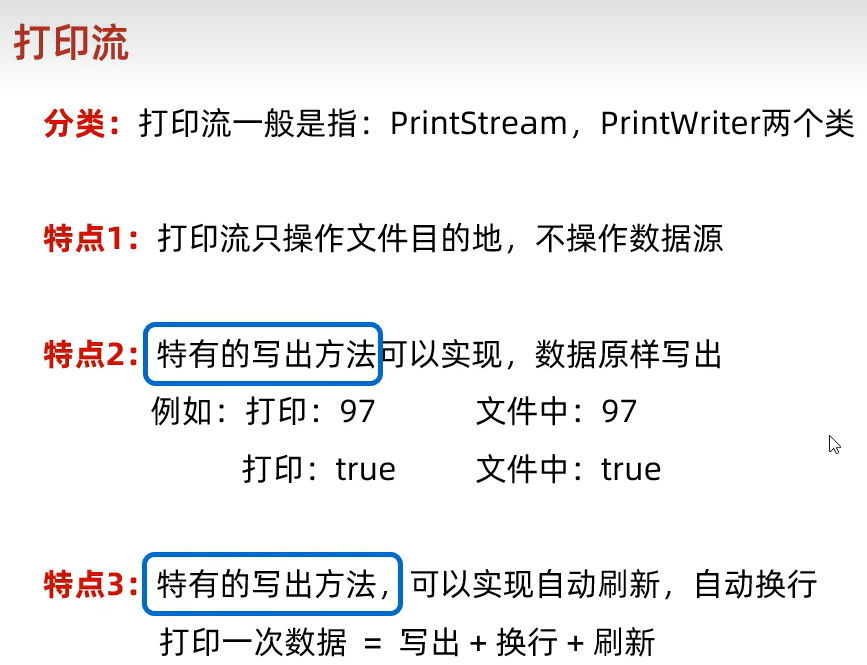 打印流
分类：打印流一般是指：PrintStream，PrintWriter两个类
特点1：打印流只操作文件目的地，不操作数据源
特点2：特有的写出方法可以实现，数据原样写出
例如：打印：97 文件中：97
打印：true 文件中：true
特点3：特有的写出方法，可以实现自动刷新，自动换行
打印一次数据 = 写出 + 换行 + 刷新